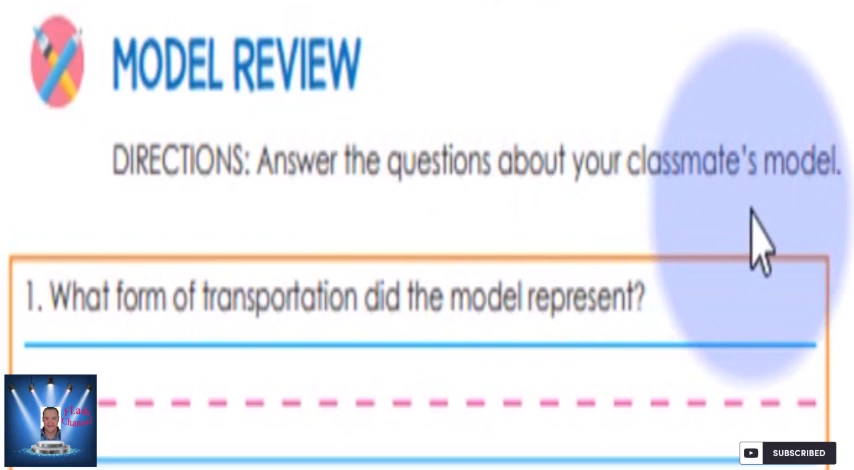 MODEL REVIEW
DIRECTIONS: Answer the questions about your classmate's model.
1. What form of transportation did the model represent?
SUBSCRIBED